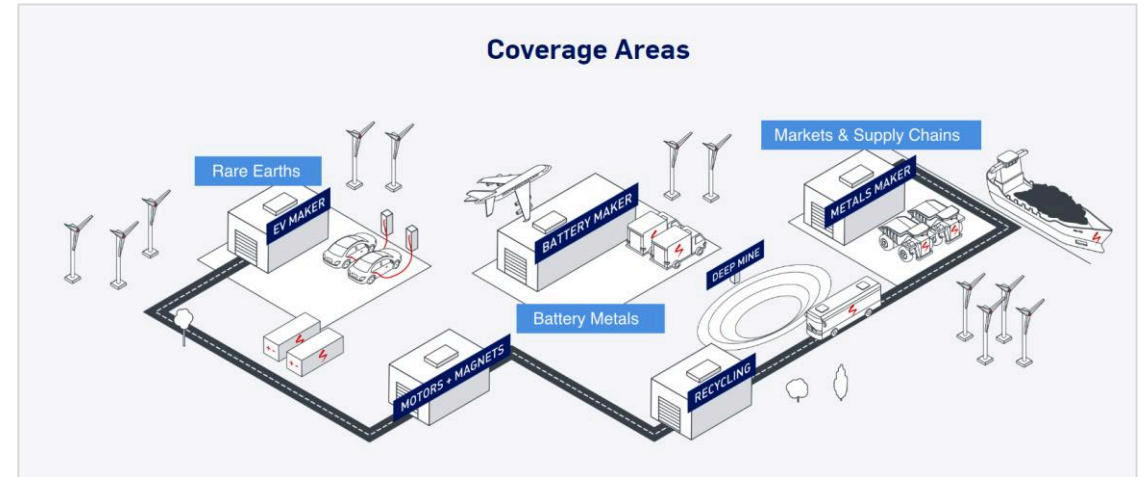 Coverage Areas
Markets & Supply Chains
Rare Earths
EV MAKER
BATTERY MAKER
METALS MAKER
DEEP MINE
Battery Metals
MOTORS + MAGNETS
RECYCLING
+ -
+ -